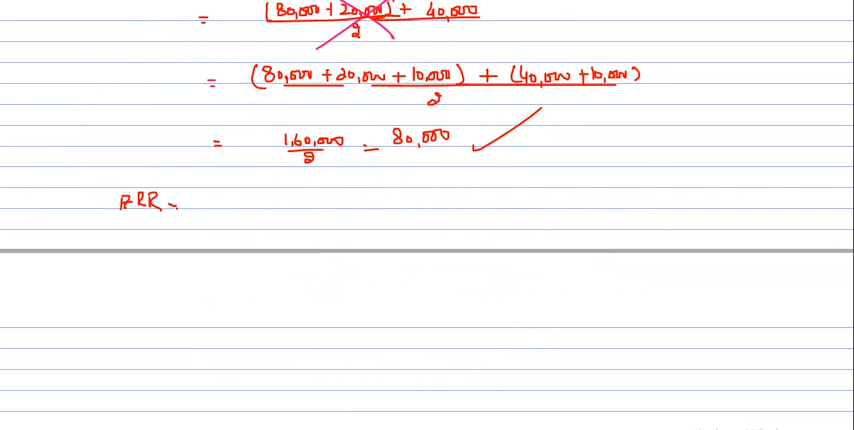 = (80,000 + 20,000) + 40,000
2
= (80,000 + 20,000 + 10,000) + (40,000 + 10,000)
2
= 1,60,000 = 80,000
2
ARR -